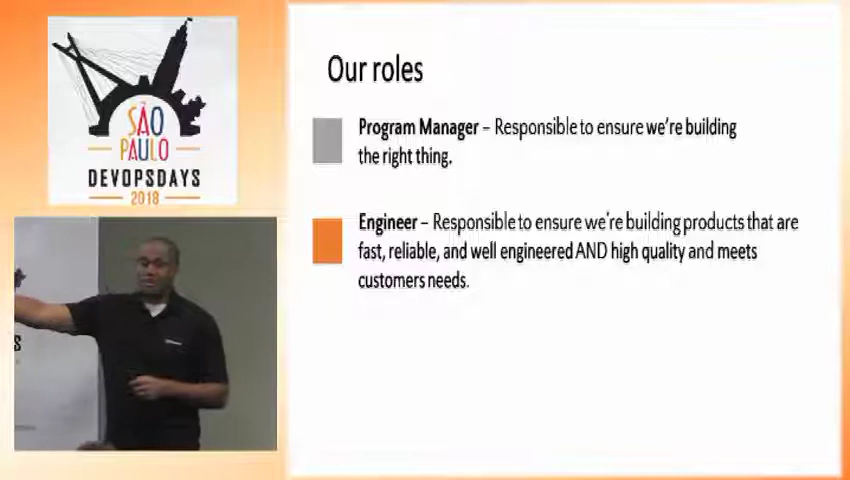 SÃO
PAULO
DEVOPSDAYS
2018
Our roles
Program Manager – Responsible to ensure we're building
the right thing.
Engineer – Responsible to ensure we're building products that are
fast, reliable, and well engineered AND high quality and meets
customers needs.